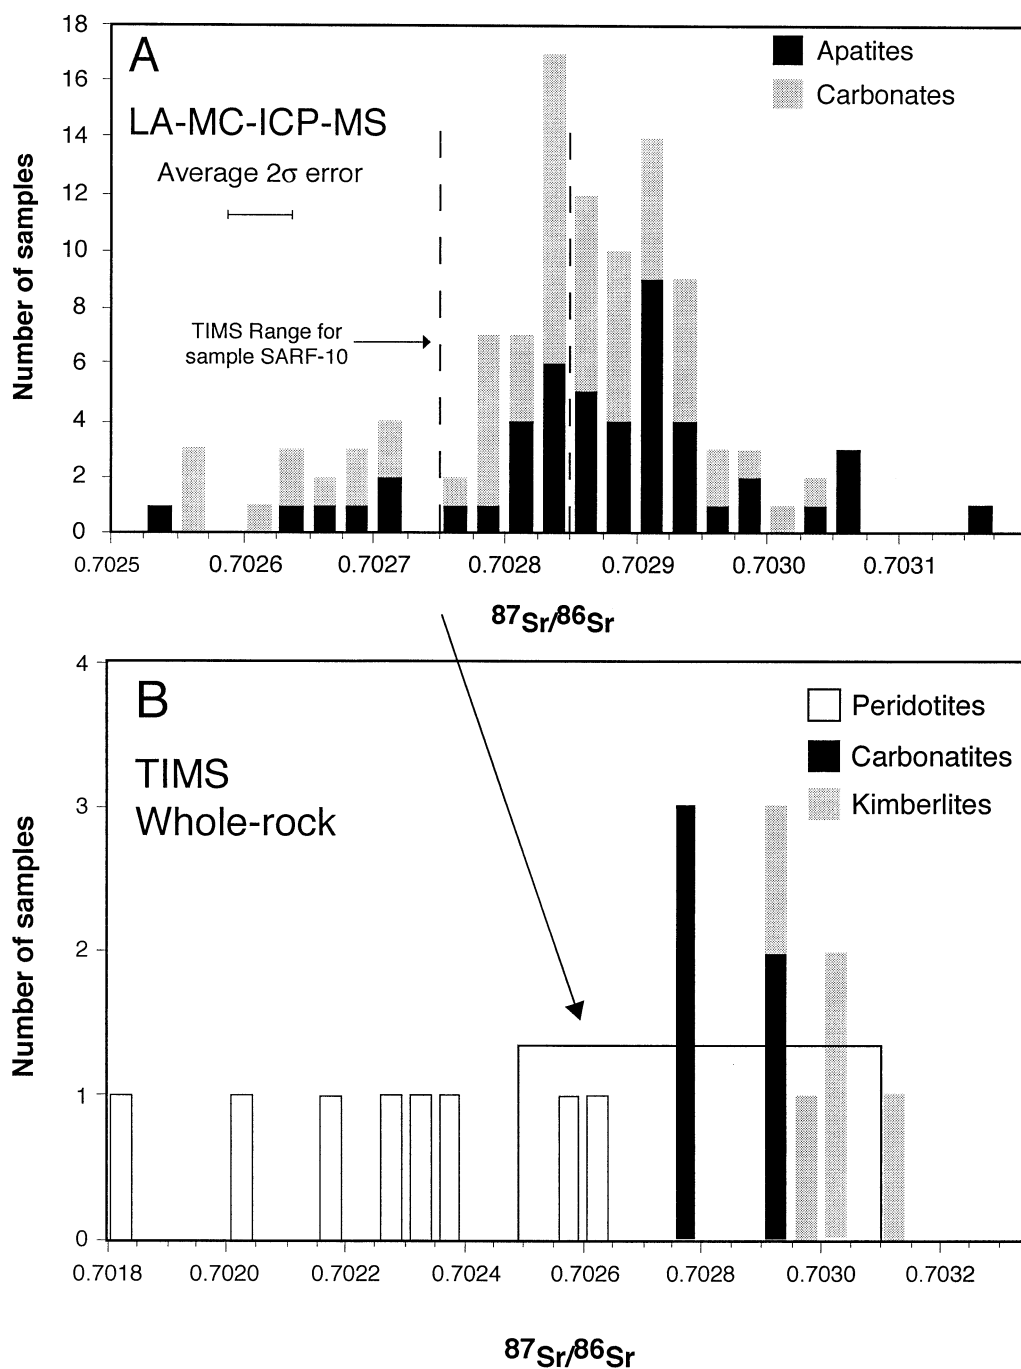 18
16
14
12
10
8
6
4
2
0
Number of samples
A
LA-MC-ICP-MS
Average 2σ error
TIMS Range for
sample SARF-10
Apatites
Carbonates
0.7025 0.7026 0.7027 0.7028 0.7029 0.7030 0.7031
87Sr/86Sr
4
3
2
1
0
Number of samples
B
TIMS
Whole-rock
Peridotites
Carbonatites
Kimberlites
0.7018 0.7020 0.7022 0.7024 0.7026 0.7028 0.7030 0.7032
87Sr/86Sr